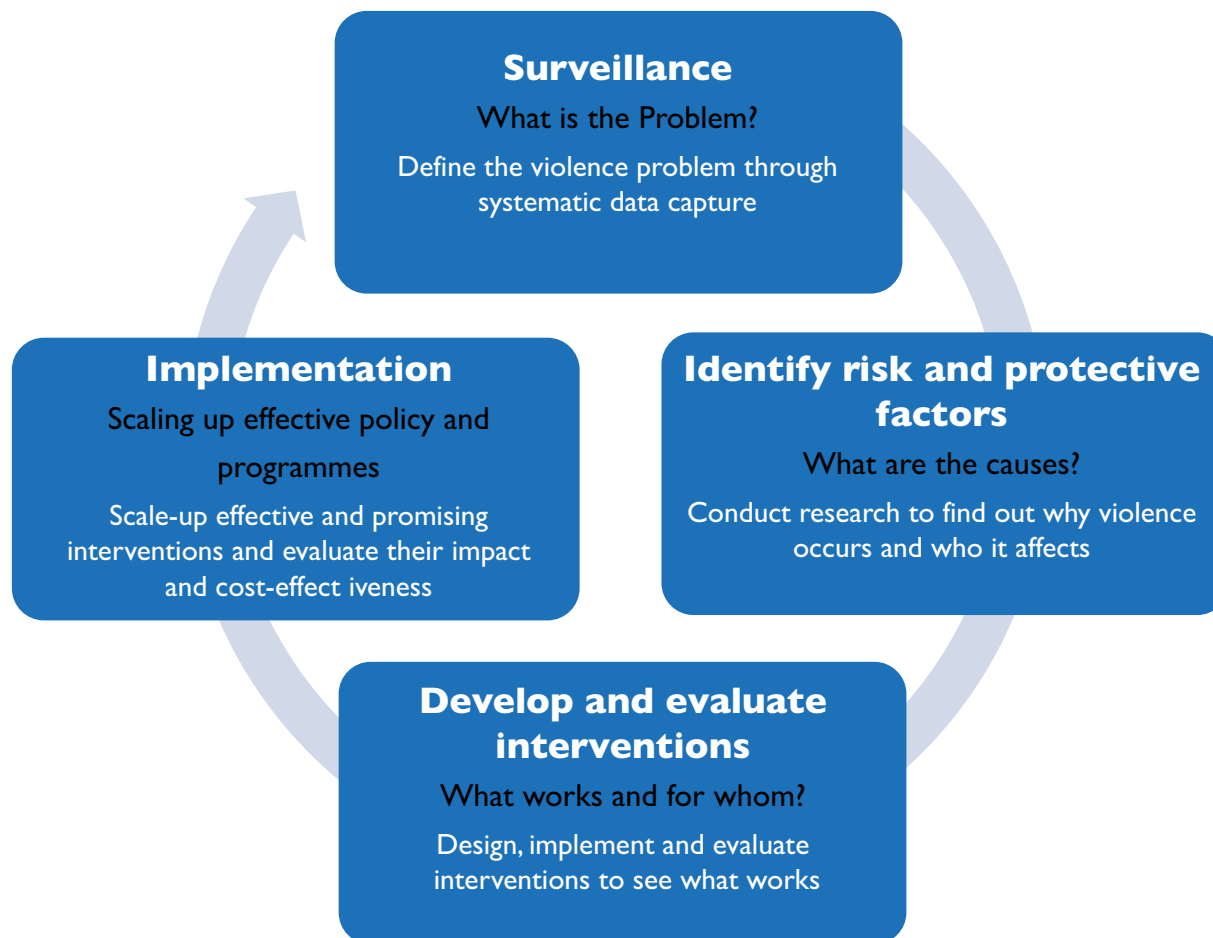 Surveillance
What is the Problem?
Define the violence problem through
systematic data capture
Identify risk and protective
factors
What are the causes?
Conduct research to find out why violence
occurs and who it affects
Develop and evaluate
interventions
What works and for whom?
Design, implement and evaluate
interventions to see what works
Implementation
Scaling up effective policy and
programmes
Scale-up effective and promising
interventions and evaluate their impact
and cost-effect iveness